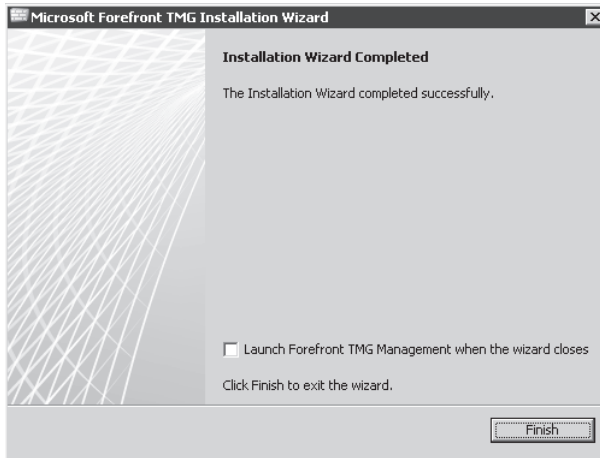 Microsoft Forefront TMG Installation Wizard
Installation Wizard Completed
The Installation Wizard completed successfully.
Launch Forefront TMG Management when the wizard closes
Click Finish to exit the wizard.
Finish